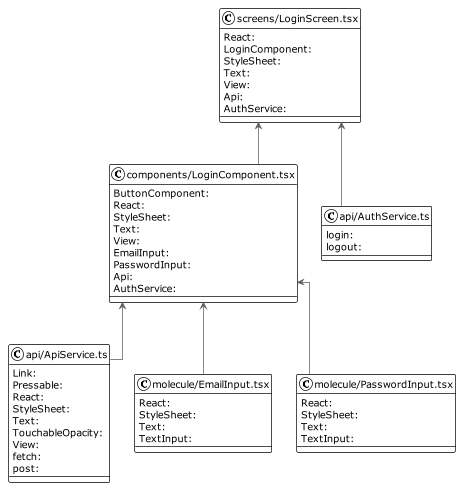 C screens/LoginScreen.tsx
React:
LoginComponent:
StyleSheet:
Text:
View:
Api:
AuthService:
C components/LoginComponent.tsx
ButtonComponent:
React:
StyleSheet:
Text:
View:
EmailInput:
PasswordInput:
Api:
AuthService:
C api/AuthService.ts
login:
logout:
C api/ApiService.ts
Link:
Pressable:
React:
StyleSheet:
Text:
TouchableOpacity:
View:
fetch:
post:
C molecule/EmailInput.tsx
React:
StyleSheet:
Text:
TextInput:
C molecule/PasswordInput.tsx
React:
StyleSheet:
Text:
TextInput: